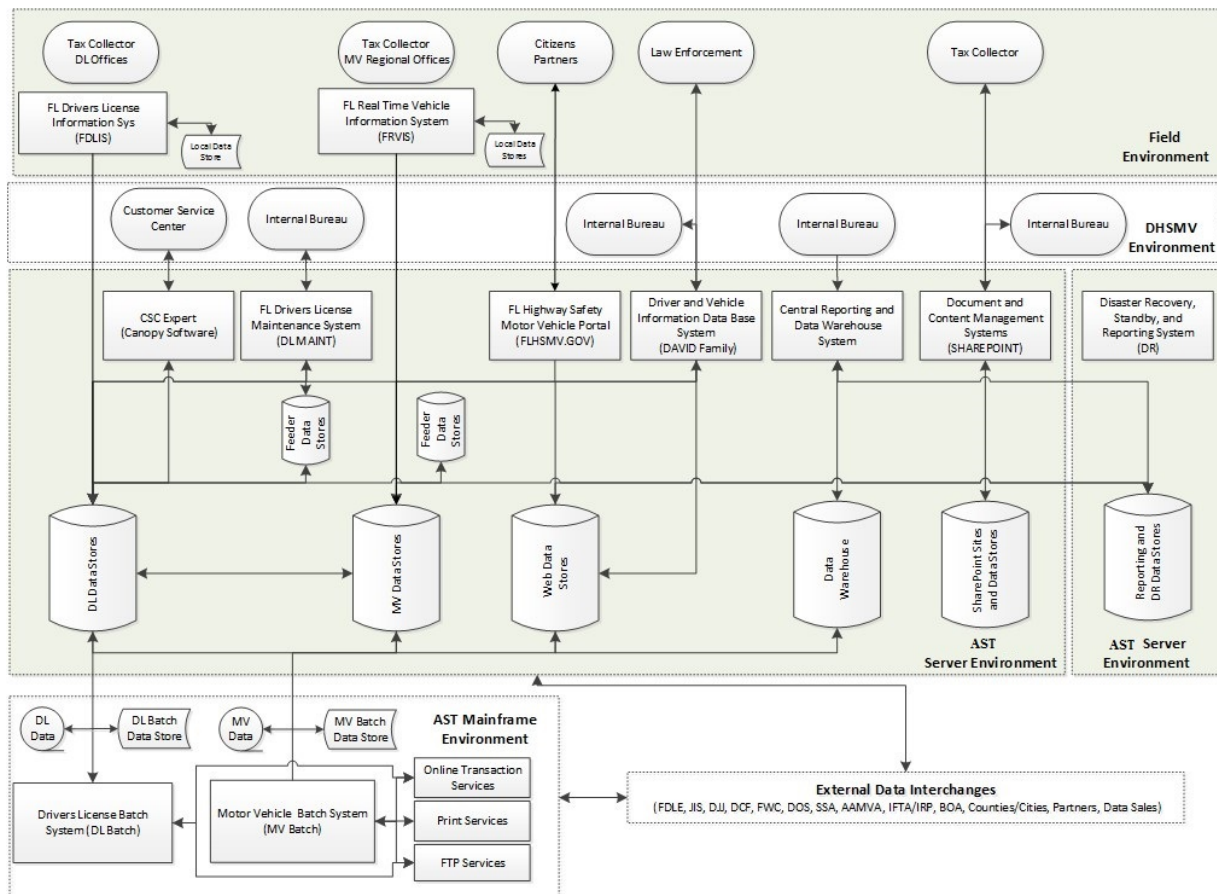 Tax Collector
DL Offices
Tax Collector
MV Regional Offices
Citizens
Partners
Law Enforcement
Tax Collector
FL Drivers License
Information Sys
(FDLIS)
Local Data
Store
FL Real Time Vehicle
Information System
(FRVIS)
Local Data
Stores
Field
Environment
Customer Service
Center
Internal Bureau
Internal Bureau
Internal Bureau
Internal Bureau
DHSMV
Environment
CSC Expert
(Canopy Software)
FL Drivers License
Maintenance System
(DLMAINT)
FL Highway Safety
Motor Vehicle Portal
(FLHSMV.GOV)
Driver and Vehicle
Information Data Base
System
(DAVID Family)
Central Reporting and
Data Warehouse
System
Document and
Content Management
Systems
(SHAREPOINT)
Disaster Recovery,
Standby, and
Reporting System
(DR)
Feeder
Data
Stores
Feeder
Data
Stores
DL Data Stores
MV Data Stores
Web Data
Stores
Data
Warehouse
SharePoint Sites
and Data Stores
Reporting and
DR Data Stores
AST
Server Environment
AST Server
Environment
DL
Data
DL Batch
Data Store
MV
Data
MV Batch
Data Store
AST Mainframe
Environment
Drivers License Batch
System (DL Batch)
Motor Vehicle Batch System
(MV Batch)
Online Transaction
Services
Print Services
FTP Services
External Data Interchanges
(FDLE, JIS, DJJ, DCF, FWC, DOS, SSA, AAMVA, IFTA/IRP, BOA, Counties/Cities, Partners, Data Sales)